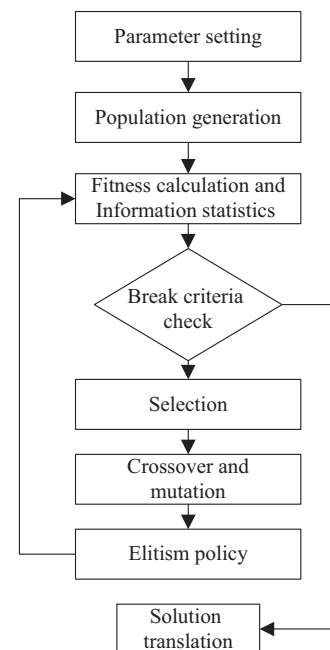 Parameter setting
Population generation
Fitness calculation and
Information statistics
Break criteria
check
Selection
Crossover and
mutation
Elitism policy
Solution
translation